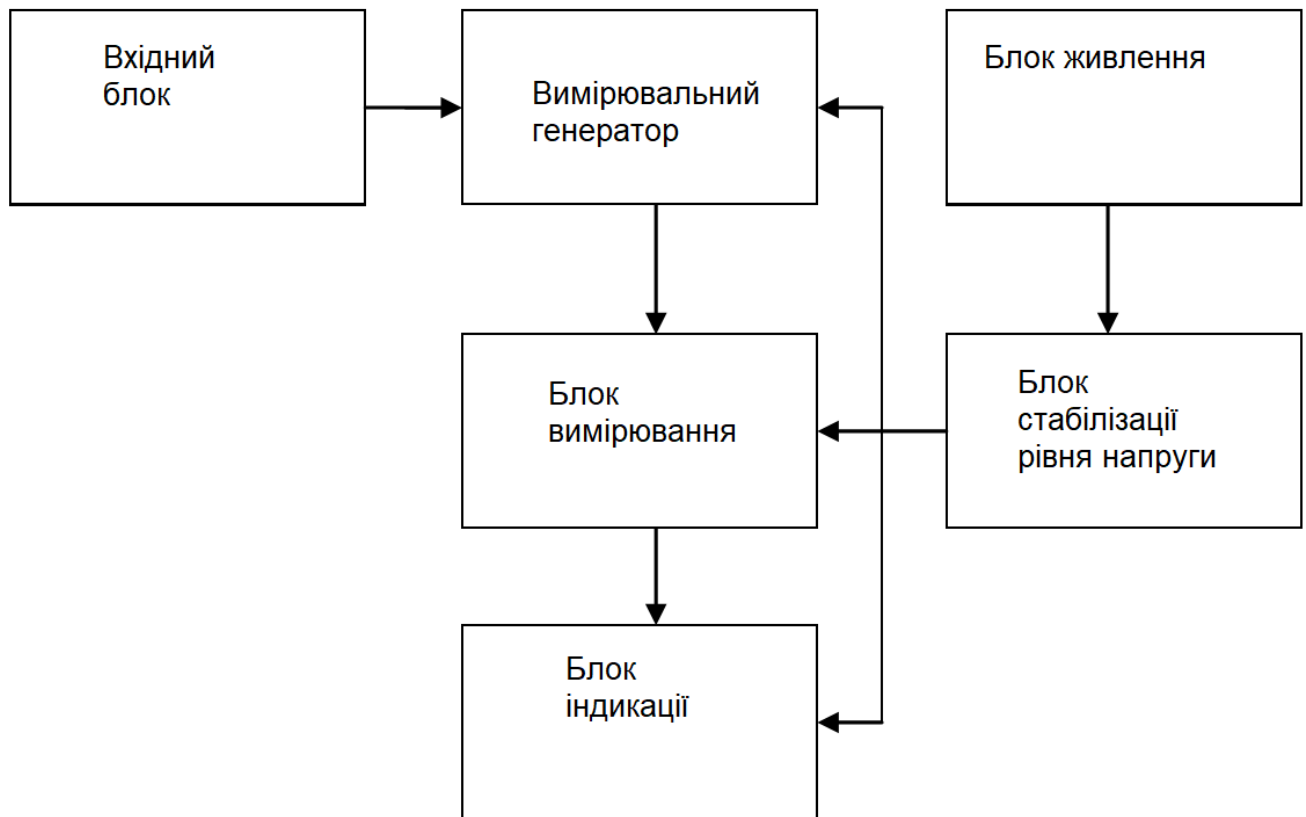 Вхідний
блок
Вимірювальний
генератор
Блок живлення
Блок
вимірювання
Блок
стабілізації
рівня напруги
Блок
індикації